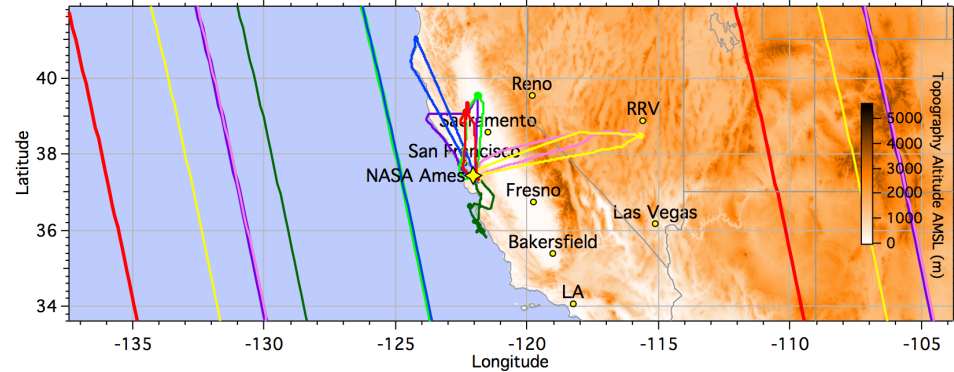 40
38
36
34
Latitude
Reno
RRV
Sacramento
San Francisco
NASA Ames
Fresno
Las Vegas
Bakersfield
LA
5000
4000
3000
2000
1000
0
Topography Altitude AMSL (m)
-135
-130
-125
-120
-115
-110
-105
Longitude